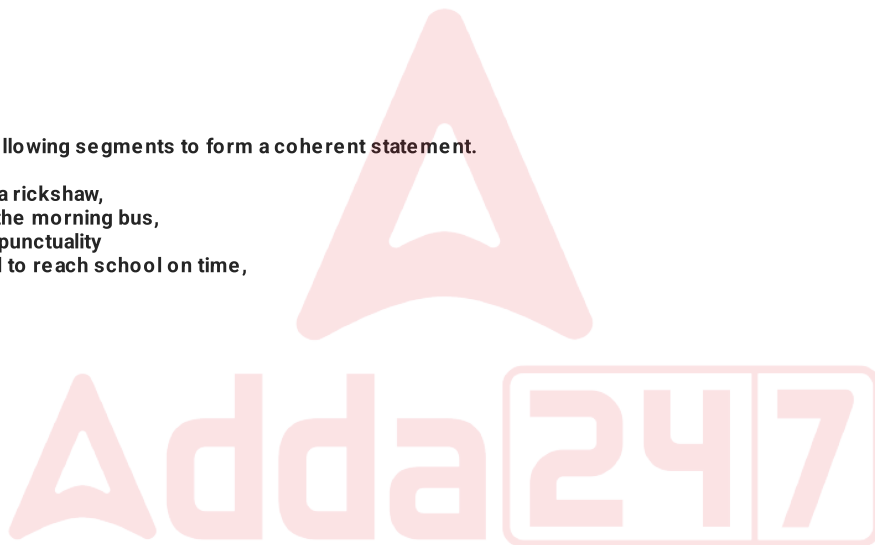 llowing segments to form a coherent statement.
a rickshaw,
the morning bus,
punctuality
to reach school on time,
Adda247